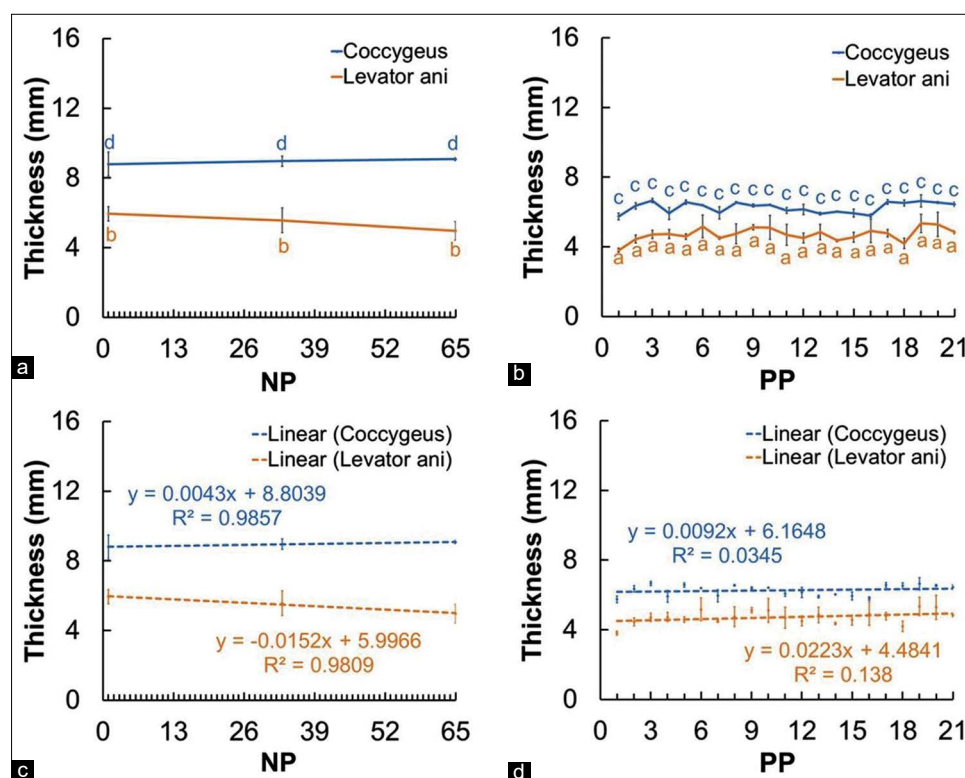 16
12
8
4
0
Thickness (mm)
Coccygeus
Levator ani
d d d
b b b
0 13 26 39 52 65
NP
a
16
12
8
4
0
Thickness (mm)
Coccygeus
Levator ani
c c c c c c c c c c c c c c c c c c c c c
a a a a a a a a a a a a a a a a a a a a a
0 3 6 9 12 15 18 21
PP
b
16
12
8
4
0
Thickness (mm)
Linear (Coccygeus)
Linear (Levator ani)
y = 0.0043x + 8.8039
R² = 0.9857
y = -0.0152x + 5.9966
R² = 0.9809
0 13 26 39 52 65
NP
c
16
12
8
4
0
Thickness (mm)
Linear (Coccygeus)
Linear (Levator ani)
y = 0.0092x + 6.1648
R² = 0.0345
y = 0.0223x + 4.4841
R² = 0.138
0 3 6 9 12 15 18 21
PP
d